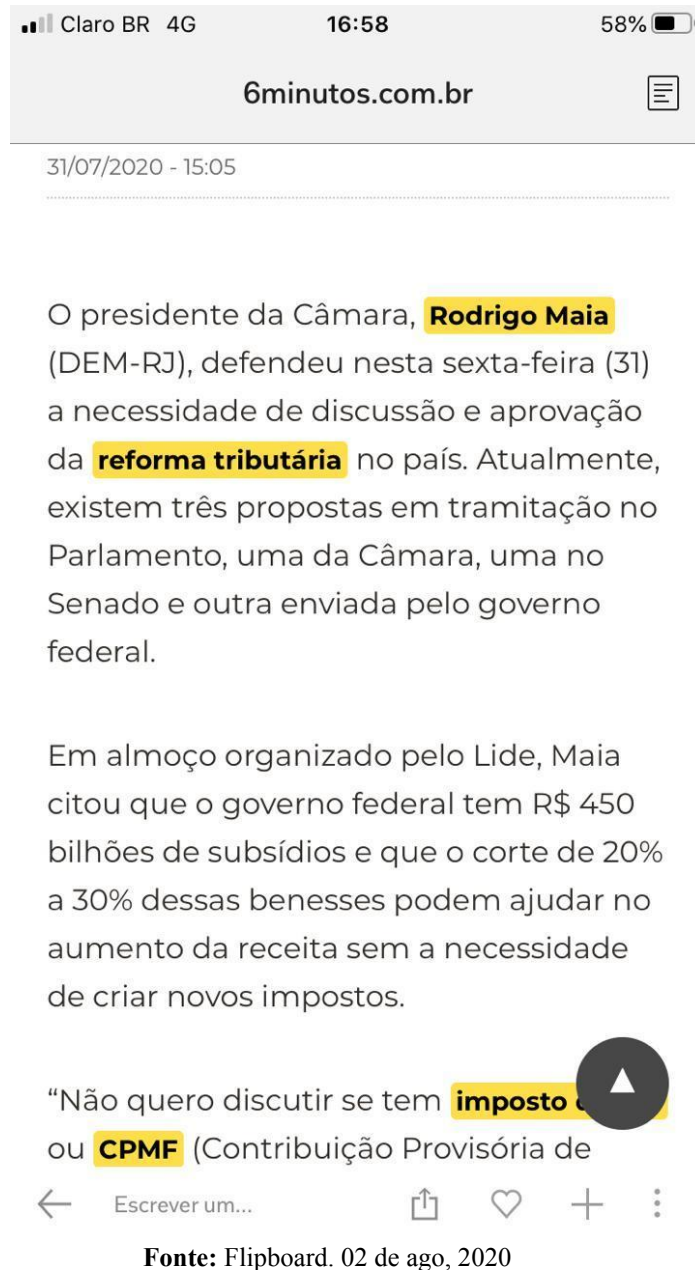 Claro BR 4G 16:58 58%
6minutos.com.br
31/07/2020 - 15:05
O presidente da Câmara, Rodrigo Maia
(DEM-RJ), defendeu nesta sexta-feira (31)
a necessidade de discussão e aprovação
da reforma tributária no país. Atualmente,
existem três propostas em tramitação no
Parlamento, uma da Câmara, uma no
Senado e outra enviada pelo governo
federal.
Em almoço organizado pelo Lide, Maia
citou que o governo federal tem R$ 450
bilhões de subsídios e que o corte de 20%
a 30% dessas benesses podem ajudar no
aumento da receita sem a necessidade
de criar novos impostos.
“Não quero discutir se tem imposto
ou CPMF (Contribuição Provisória de
Escrever um...
Fonte: Flipboard. 02 de ago, 2020